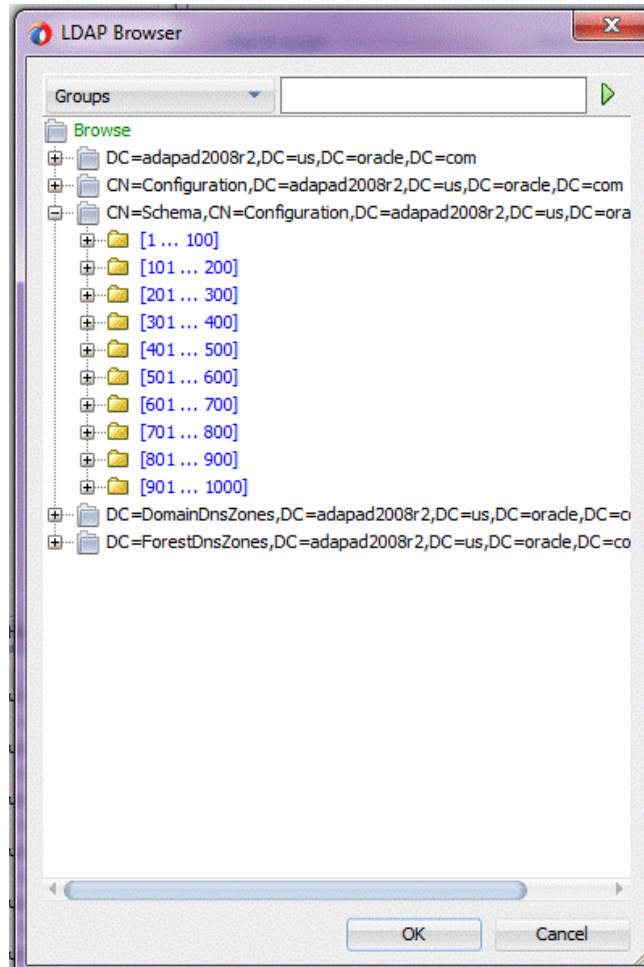 LDAP Browser
Groups
Browse
DC=adapad2008r2,DC=us,DC=oracle,DC=com
CN=Configuration,DC=adapad2008r2,DC=us,DC=oracle,DC=com
CN=Schema,CN=Configuration,DC=adapad2008r2,DC=us,DC=ora
[1 ... 100]
[101 ... 200]
[201 ... 300]
[301 ... 400]
[401 ... 500]
[501 ... 600]
[601 ... 700]
[701 ... 800]
[801 ... 900]
[901 ... 1000]
DC=DomainDnsZones,DC=adapad2008r2,DC=us,DC=oracle,DC=c
DC=ForestDnsZones,DC=adapad2008r2,DC=us,DC=oracle,DC=co
OK Cancel